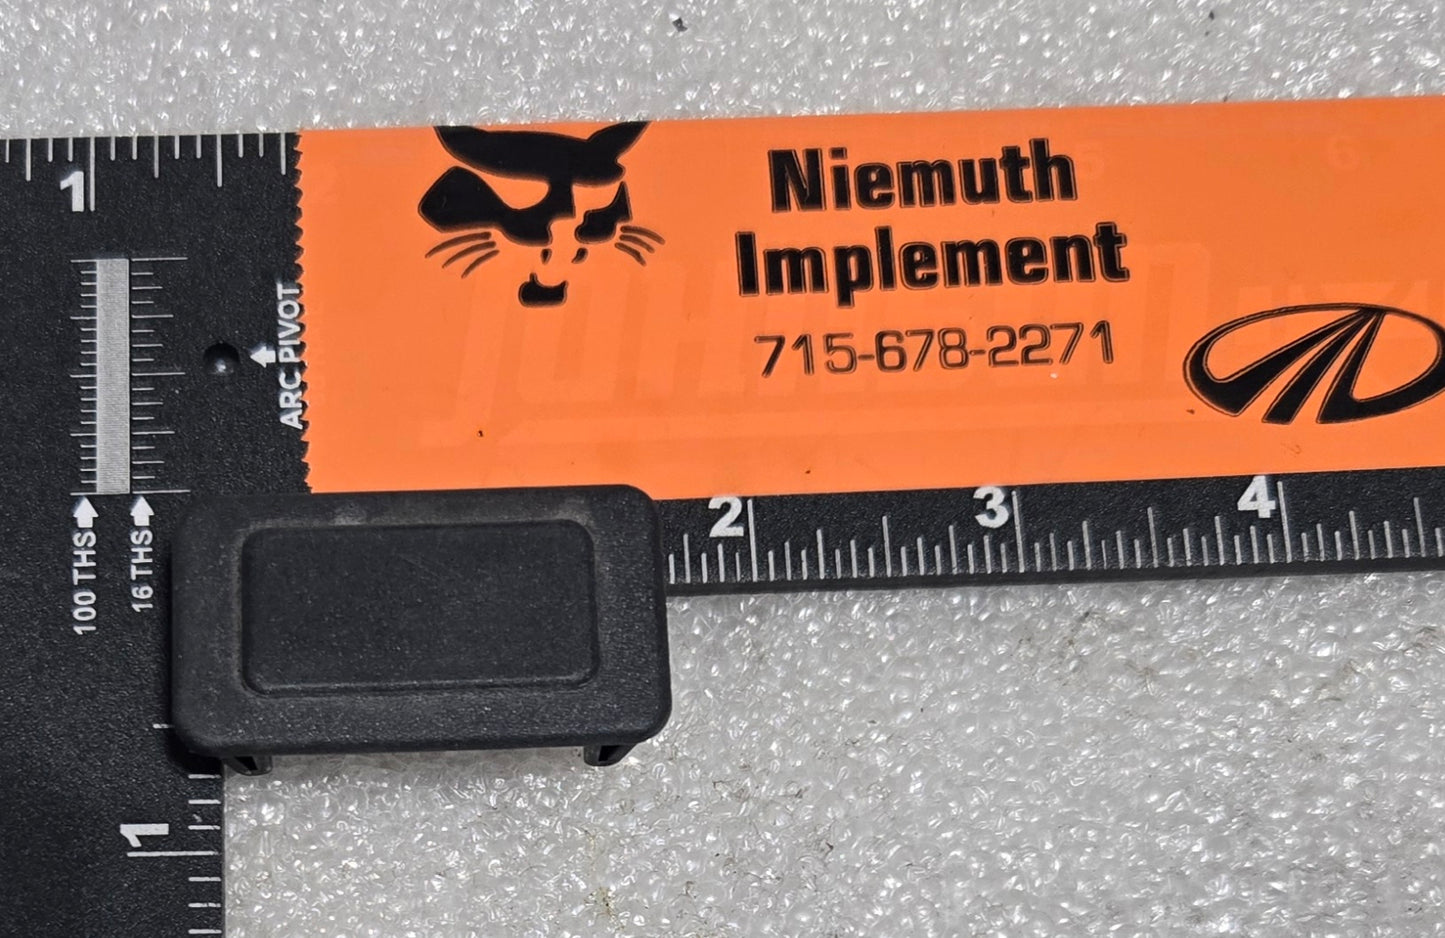 1
Niemuth
Implement
715-678-2271
ARC PIVOT
100 THS
16 THS
2
3
4
1